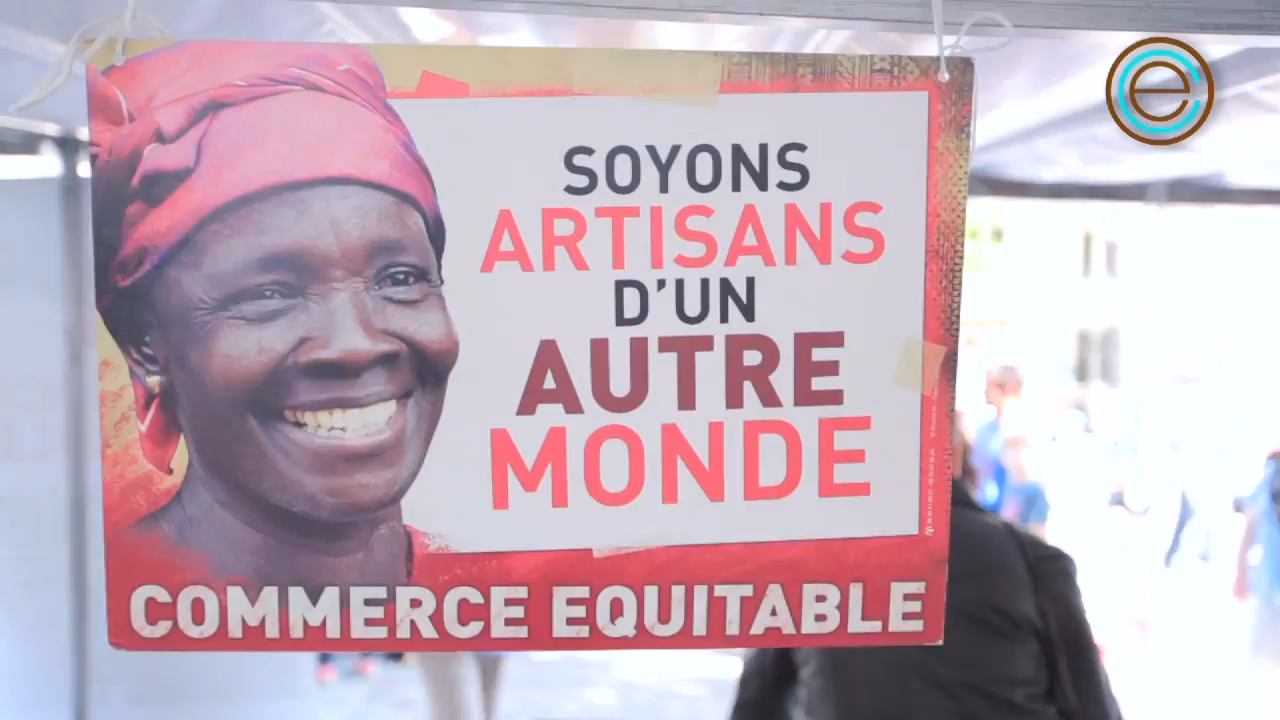 SOYONS
ARTISANS
D'UN
AUTRE
MONDE
COMMERCE EQUITABLE